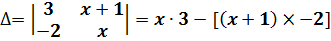 Δ= | 3 x + 1 | = x · 3 − [(x + 1) × −2]
| −2 x |